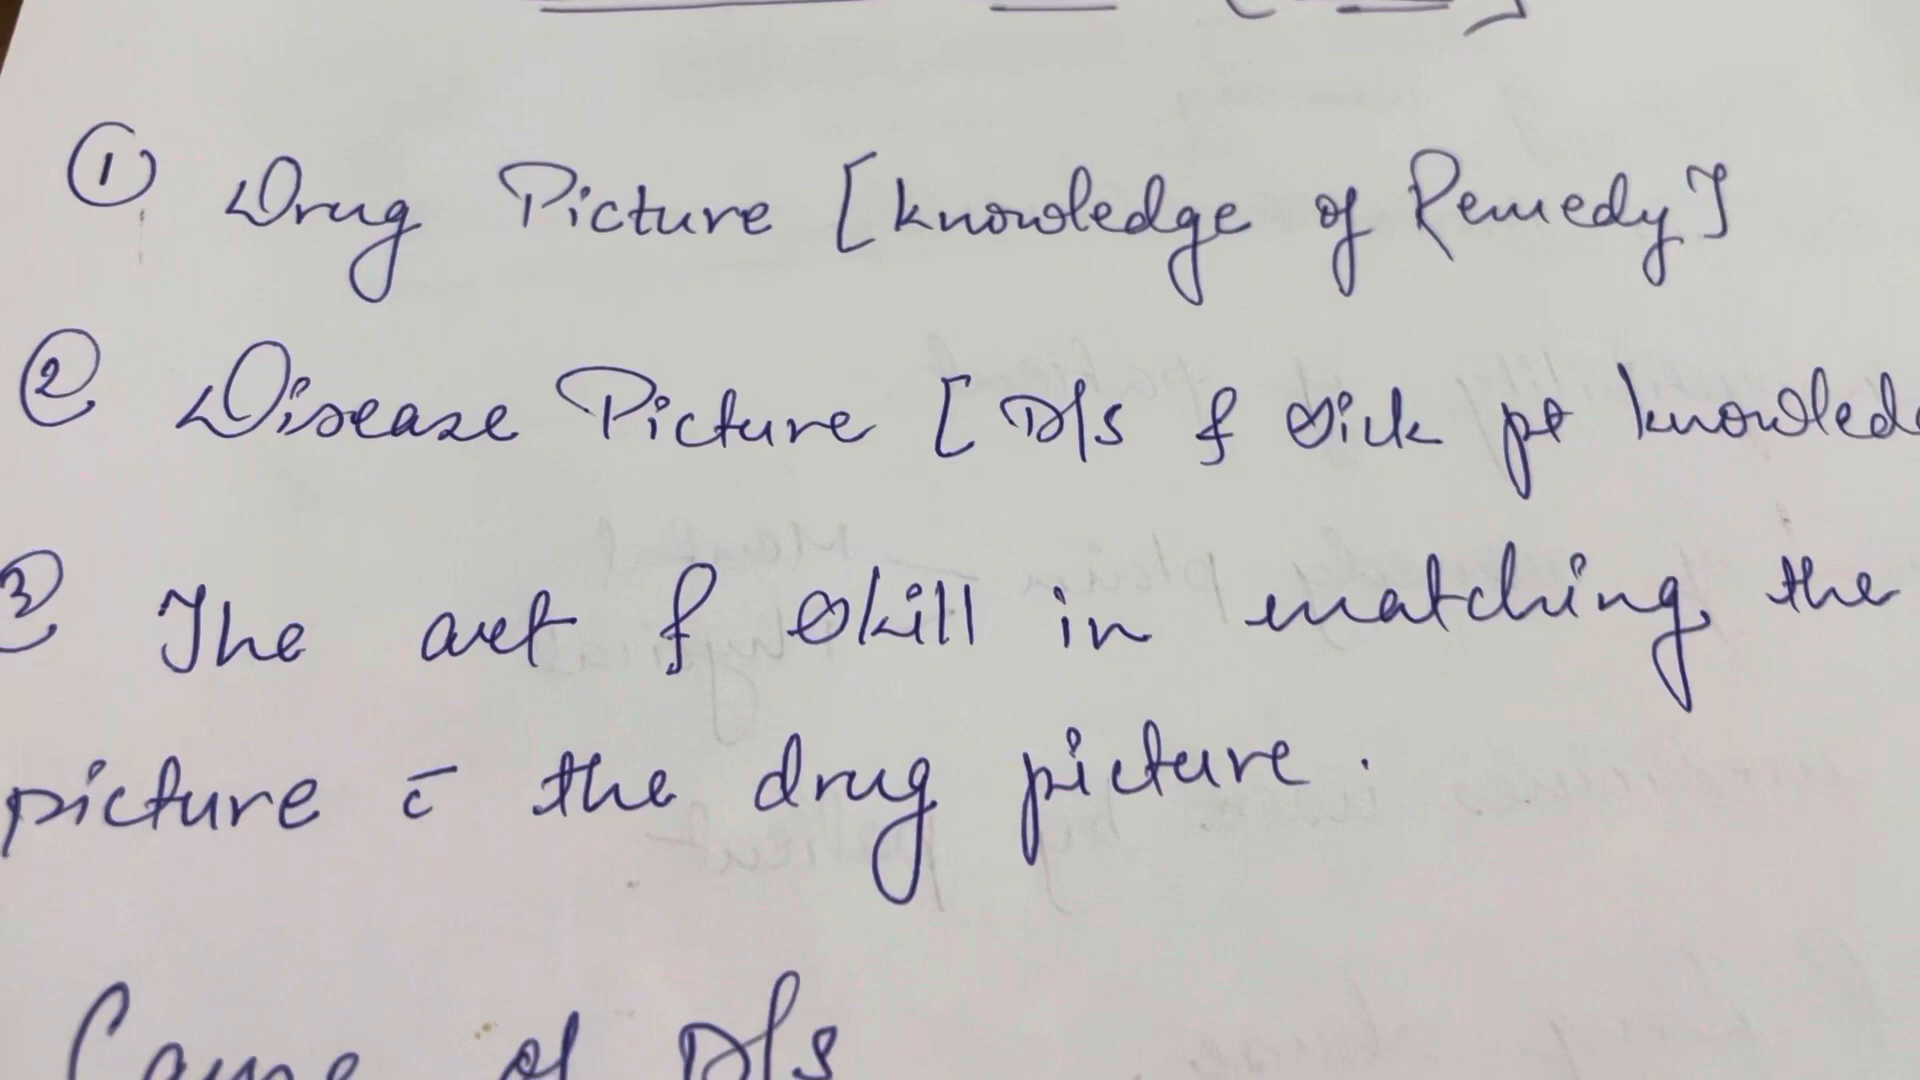 ① Drug Picture [knowledge of Remedy]
② Disease Picture [D/s & sick pt knowled
③ The art & skill in matching the
picture c̄ the drug picture.
Cause of D/s